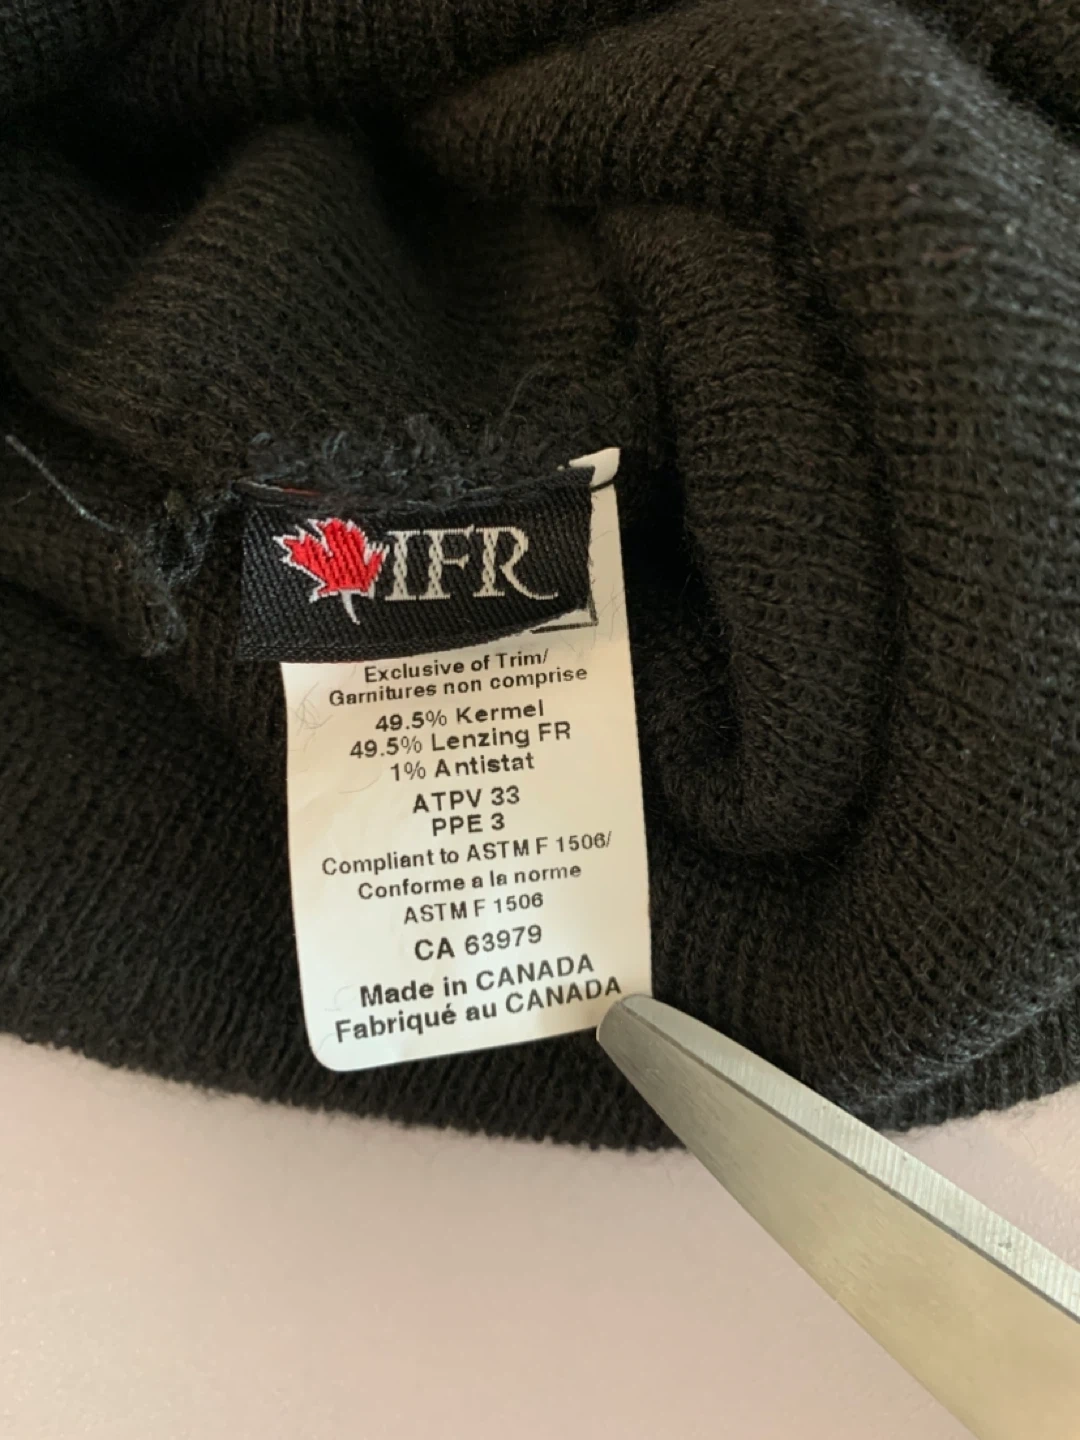 IFR
Exclusive of Trim/
Garnitures non comprise
49.5% Kermel
49.5% Lenzing FR
1% Antistat
ATPV 33
PPE 3
Compliant to ASTM F 1506/
Conforme a la norme
ASTM F 1506
CA 63979
Made in CANADA
Fabriqué au CANADA